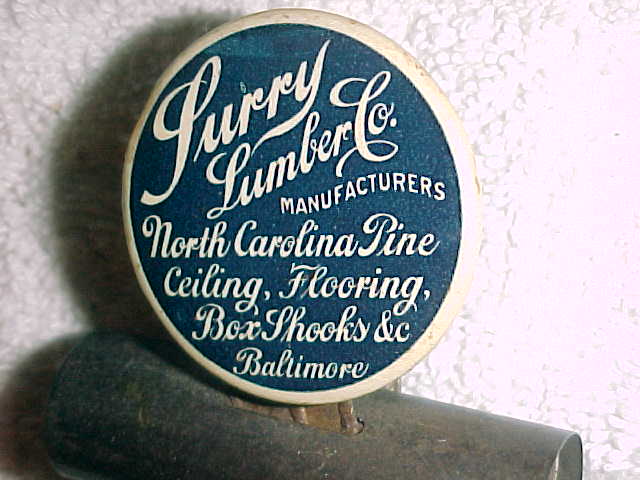 Surry
Lumber Co.
MANUFACTURERS
North Carolina Pine
Ceiling, Flooring,
Box Shooks &c
Baltimore